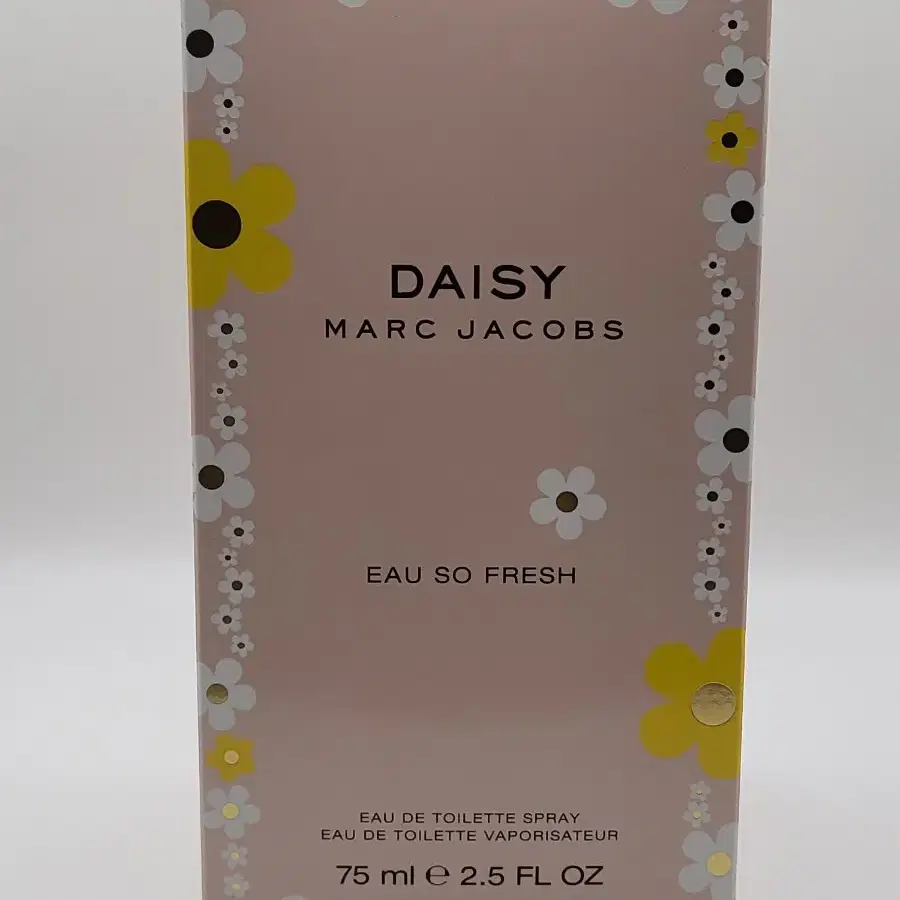 DAISY
MARC JACOBS
EAU SO FRESH
EAU DE TOILETTE SPRAY
EAU DE TOILETTE VAPORISATEUR
75 ml ℮ 2.5 FL OZ